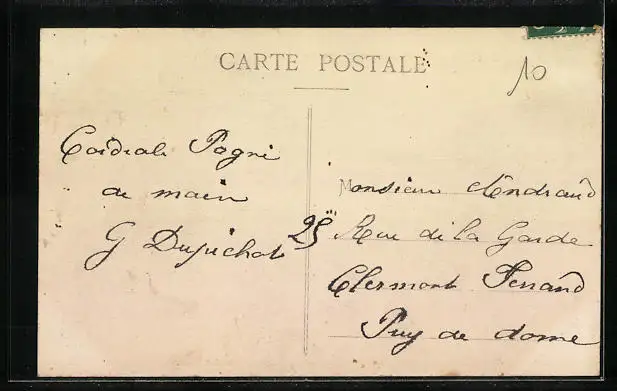 CARTE POSTALE
10
Cordiale Pogné
de main
G Dupichot
Monsieur Andraud
25 Rue de la Garde
Clermont Ferrand
Puy de dome